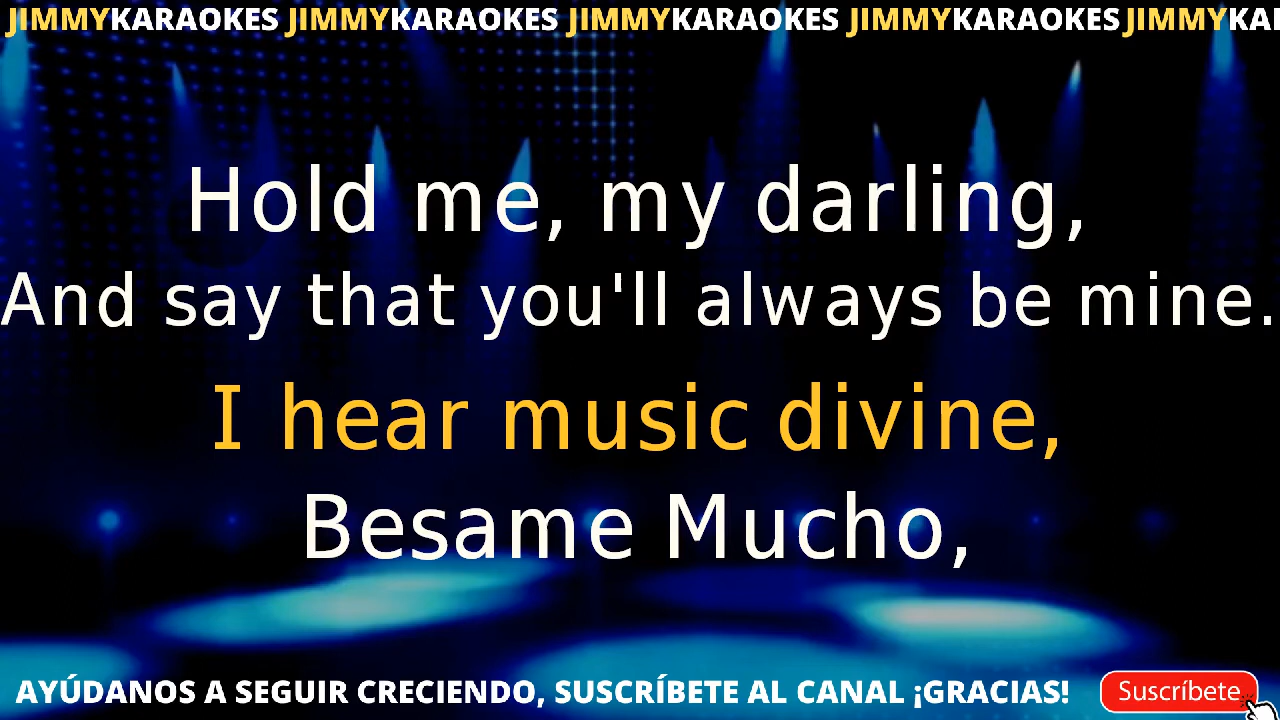 JIMMYKARAOKES JIMMYKARAOKES JIMMYKARAOKES JIMMYKARAOKES JIMMYKA
Hold me, my darling,
And say that you'll always be mine.
I hear music divine,
Besame Mucho,
AYÚDANOS A SEGUIR CRECIENDO, SUSCRÍBETE AL CANAL ¡GRACIAS! Suscríbete